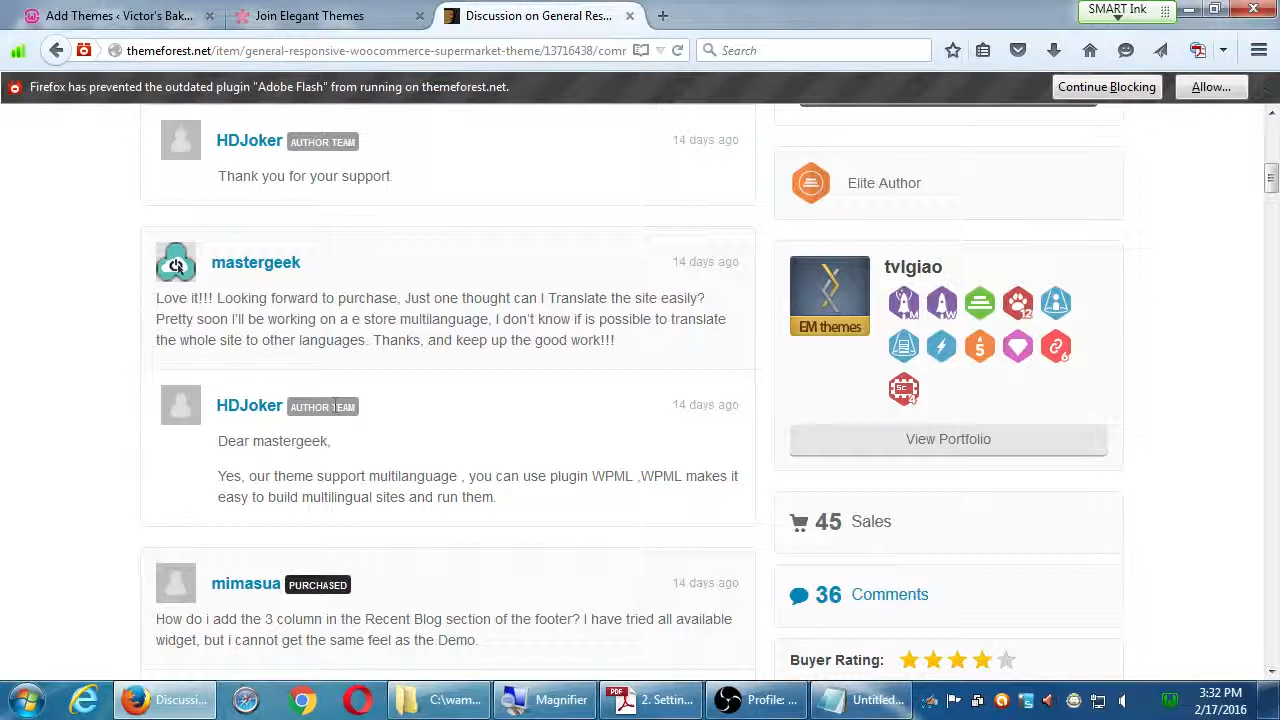 Add Themes ‹ Victor's Bak...
Join Elegant Themes
Discussion on General Res...
SMART Ink
themeforest.net/item/general-responsive-woocommerce-supermarket-theme/13716438/comm
Search
Firefox has prevented the outdated plugin "Adobe Flash" from running on themeforest.net.
Continue Blocking
Allow...
HDJoker AUTHOR TEAM
14 days ago
Thank you for your support
mastergeek
14 days ago
Love it!!! Looking forward to purchase, Just one thought can I Translate the site easily?
Pretty soon I'll be working on a e store multilanguage, I don't know if is possible to translate
the whole site to other languages. Thanks, and keep up the good work!!!
HDJoker AUTHOR TEAM
14 days ago
Dear mastergeek,
Yes, our theme support multilanguage , you can use plugin WPML ,WPML makes it
easy to build multilingual sites and run them.
mimasua PURCHASED
14 days ago
How do i add the 3 column in the Recent Blog section of the footer? I have tried all available
widget, but i cannot get the same feel as the Demo.
Elite Author
EM themes
tvlgiao
M
W
12
5
6
SC
4
View Portfolio
45 Sales
36 Comments
Buyer Rating:
Discussi...
C:\wam...
Magnifier
PDF
2. Settin...
Profile: ...
Untitled...
3:32 PM
2/17/2016